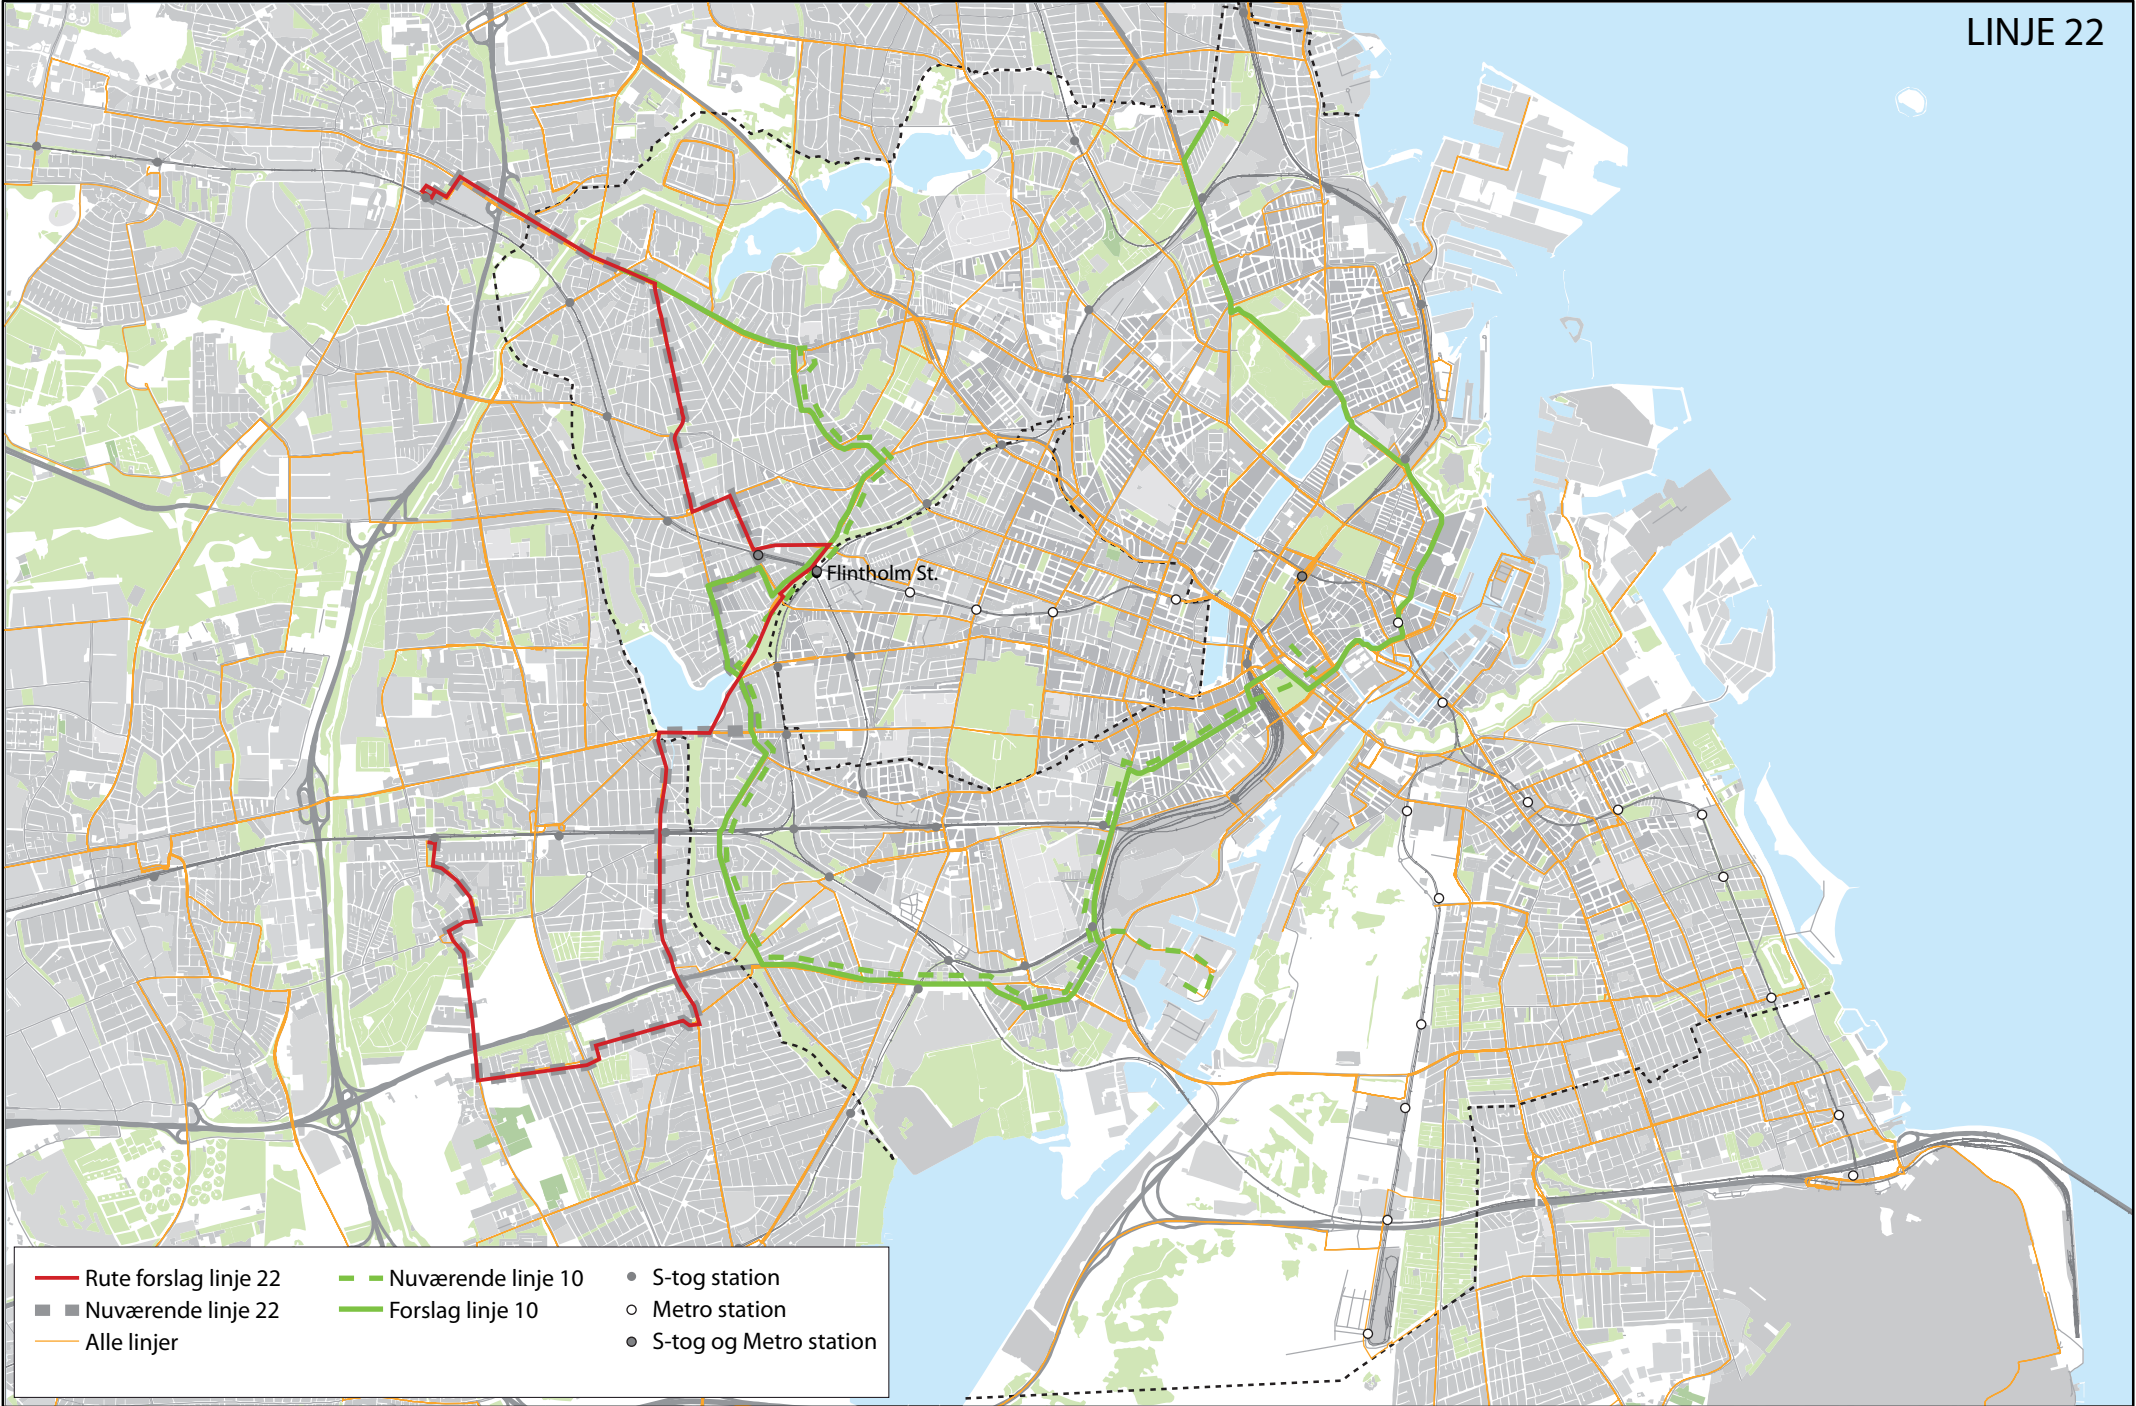 LINJE 22
Flintholm St.
Rute forslag linje 22
Nuværende linje 22
Alle linjer
Nuværende linje 10
Forslag linje 10
S-tog station
Metro station
S-tog og Metro station